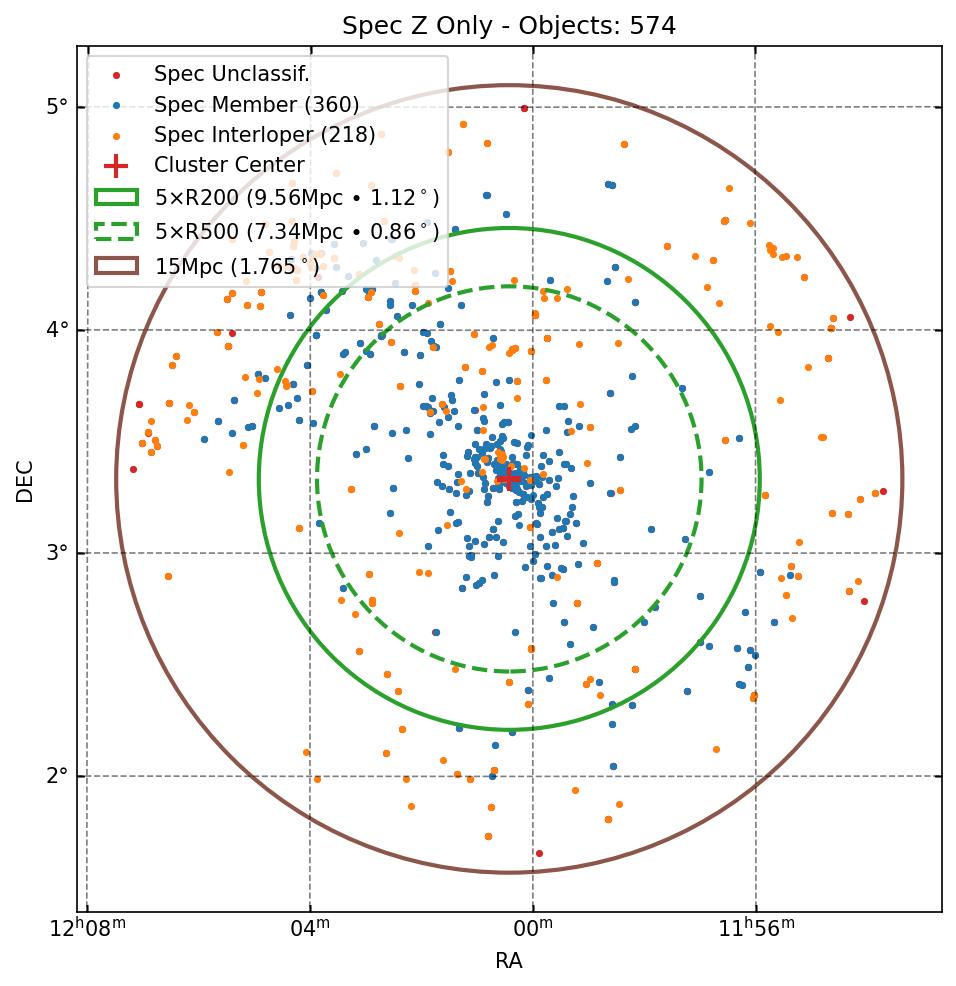 Spec Z Only - Objects: 574
Spec Unclassif.
Spec Member (360)
Spec Interloper (218)
Cluster Center
5×R200 (9.56Mpc • 1.12°)
5×R500 (7.34Mpc • 0.86°)
15Mpc (1.765°)
5°
4°
3°
2°
DEC
12ʰ08ᵐ 04ᵐ 00ᵐ 11ʰ56ᵐ
RA